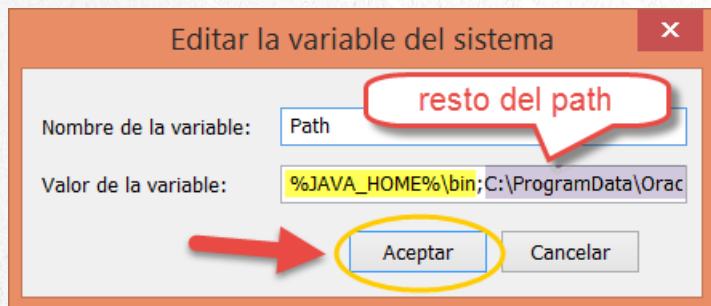 Editar la variable del sistema
x
resto del path
Nombre de la variable: Path
Valor de la variable: %JAVA_HOME%\bin;C:\ProgramData\Orac
Aceptar Cancelar